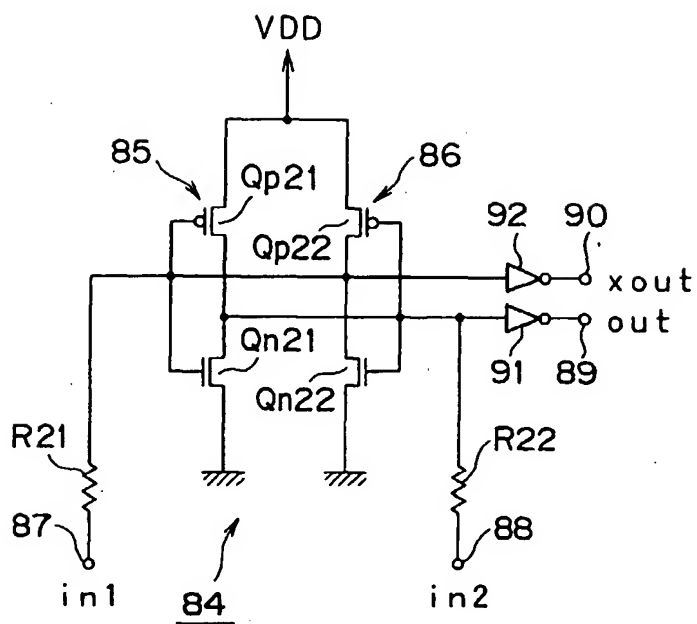 VDD
85
86
Qp21
Qp22
92
90
xout
out
91
89
Qn21
Qn22
R21
R22
87
88
in1
in2
84